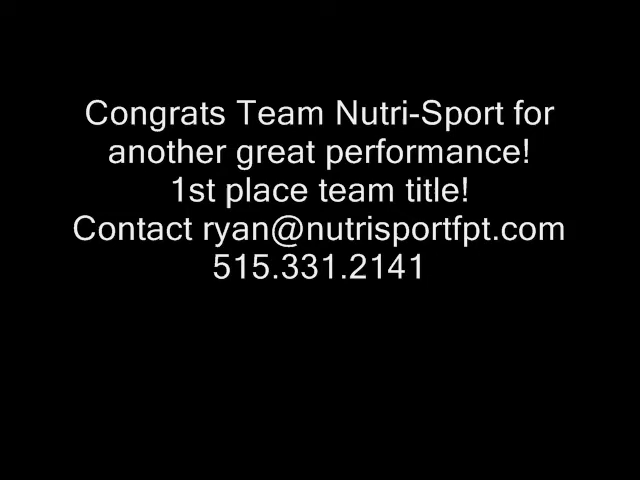 Congrats Team Nutri-Sport for
another great performance!
1st place team title!
Contact ryan@nutrisportfpt.com
515.331.2141